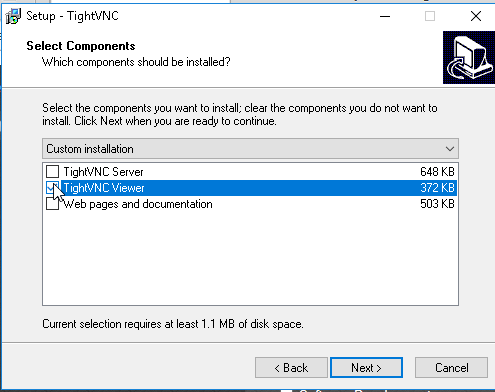 Setup - TightVNC
Select Components
Which components should be installed?
Select the components you want to install; clear the components you do not want to
install. Click Next when you are ready to continue.
Custom installation
TightVNC Server 648 KB
TightVNC Viewer 372 KB
Web pages and documentation 503 KB
Current selection requires at least 1.1 MB of disk space.
< Back Next > Cancel